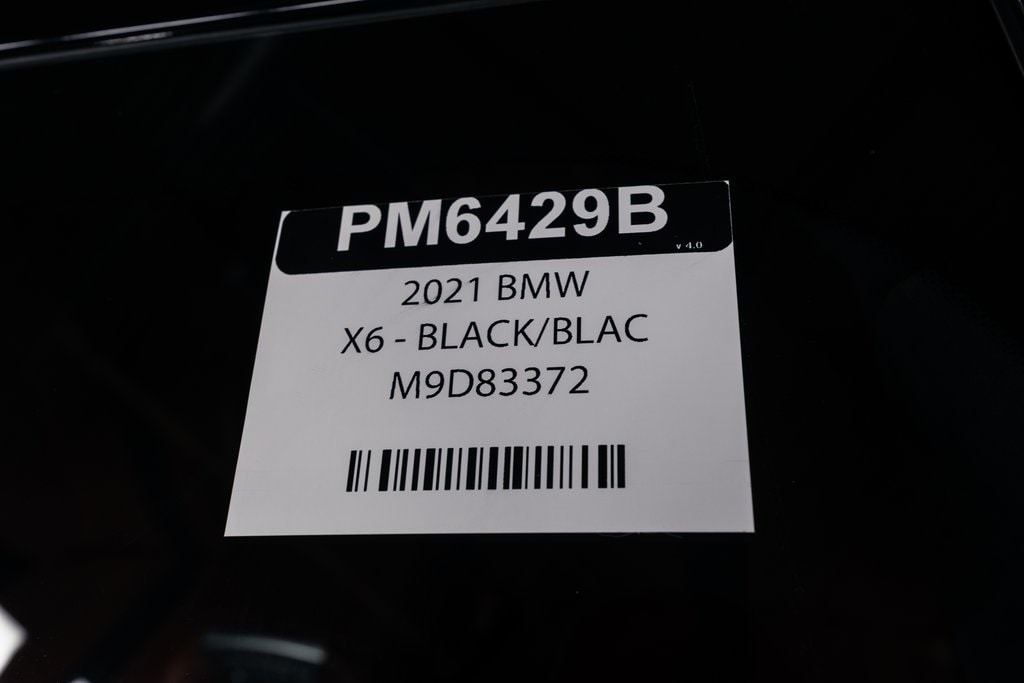 PM6429B
v 4.0
2021 BMW
X6 - BLACK/BLAC
M9D83372